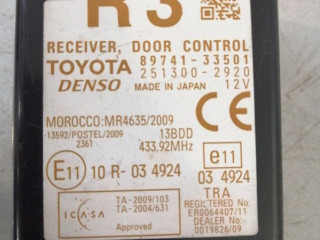 R3
RECEIVER, DOOR CONTROL
TOYOTA 89741-33501
251300-2920
DENSO MADE IN JAPAN 12V
MOROCCO:MR4635/2009
13592/POSTEL/2009 13BDD
2361 433.92MHz
CE
E11 10 R- 03 4924
e11
03 4924
TRA
REGISTERED No:
ER0064407/11
DEALER No:
0019826/09
TA-2009/103
TA-2004/631
ICASA
Approved